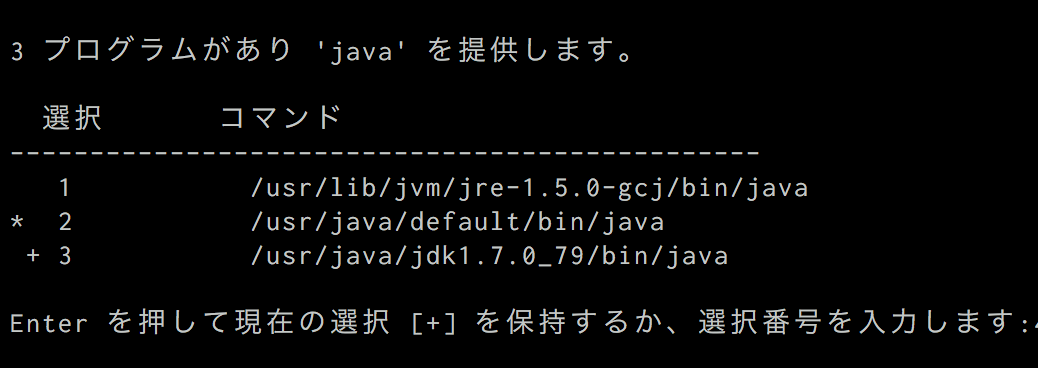 3 プログラムがあり 'java' を提供します。
選択 コマンド
-----------------------------------------------
1 /usr/lib/jvm/jre-1.5.0-gcj/bin/java
* 2 /usr/java/default/bin/java
+ 3 /usr/java/jdk1.7.0_79/bin/java
Enter を押して現在の選択 [+] を保持するか、選択番号を入力します: